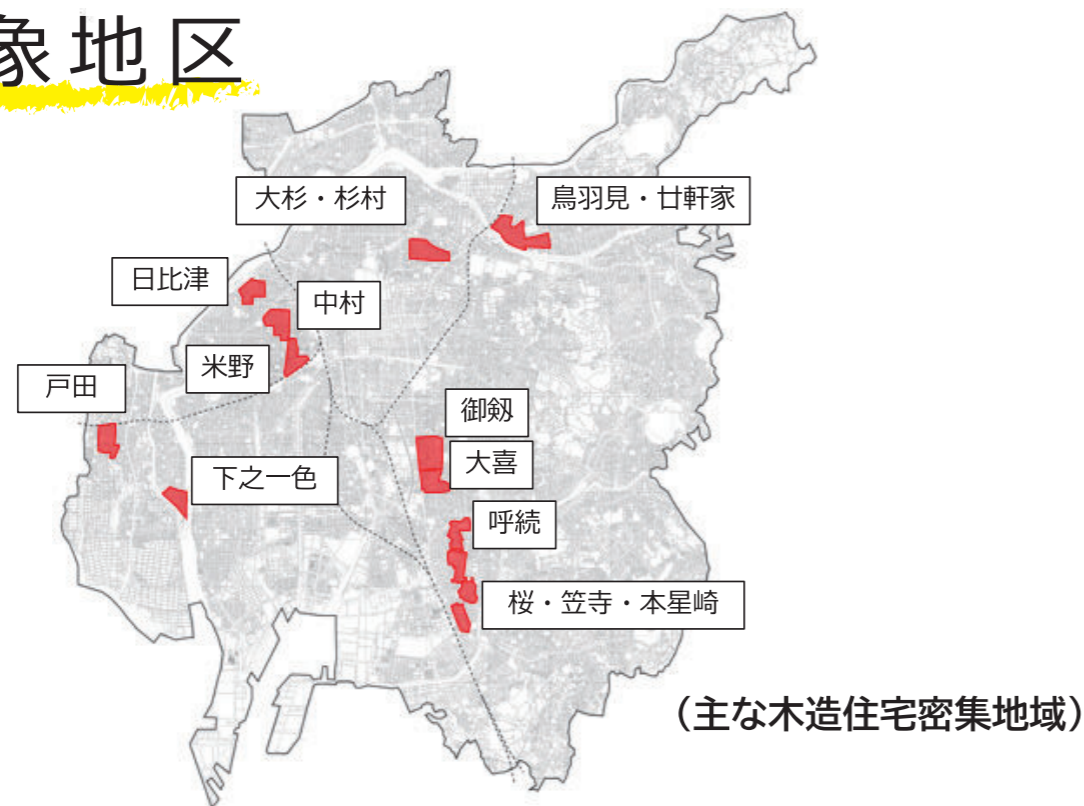 象地区
大杉・杉村
鳥羽見・廿軒家
日比津
中村
米野
戸田
御剱
大喜
下之一色
呼続
桜・笠寺・本星崎
（主な木造住宅密集地域）